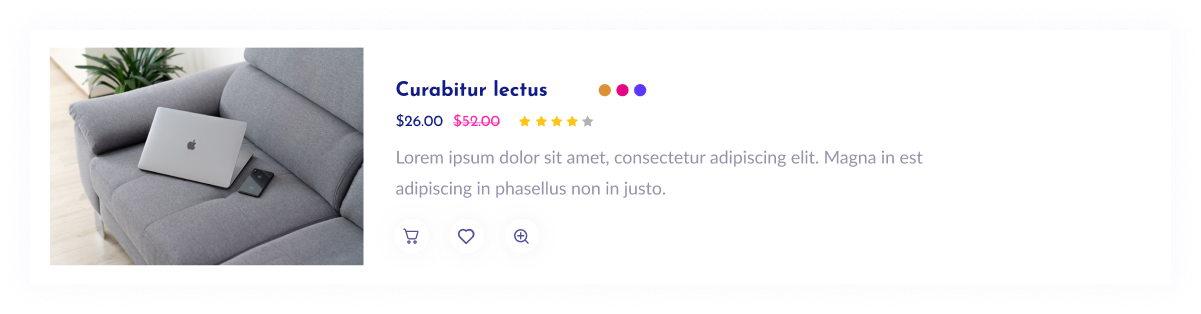 Curabitur lectus
$26.00 $52.00
Lorem ipsum dolor sit amet, consectetur adipiscing elit. Magna in est
adipiscing in phasellus non in justo.